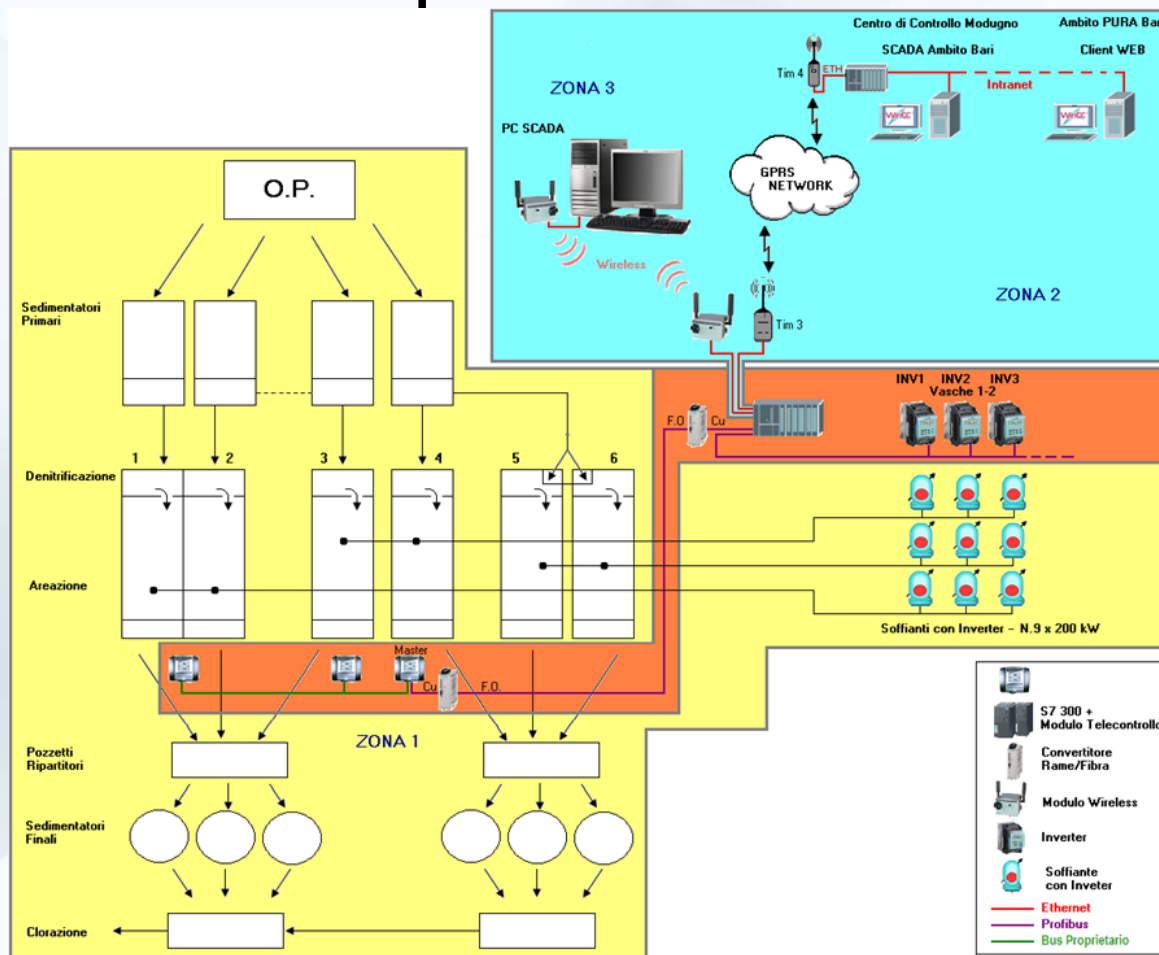 Centro di Controllo Modugno
Ambito PURA Bar
SCADA Ambito Bari
Client WEB
Tim 4
ETH
Intranet
WinCC
WinCC
ZONA 3
PC SCADA
GPRS
NETWORK
Wireless
ZONA 2
Tim 3
O.P.
Sedimentatori
Primari
INV1 INV2 INV3
Vasche 1-2
F.O
Cu
1 2 3 4 5 6
Denitrificazione
Areazione
Soffianti con Inverter - N.9 x 200 kW
Master
Cu
F.O.
ZONA 1
Pozzetti
Ripartitori
Sedimentatori
Finali
Clorazione
S7 300 +
Modulo Telecontrollo
Convertitore
Rame/Fibra
Modulo Wireless
Inverter
Soffiante
con Inveter
Ethernet
Profibus
Bus Proprietario